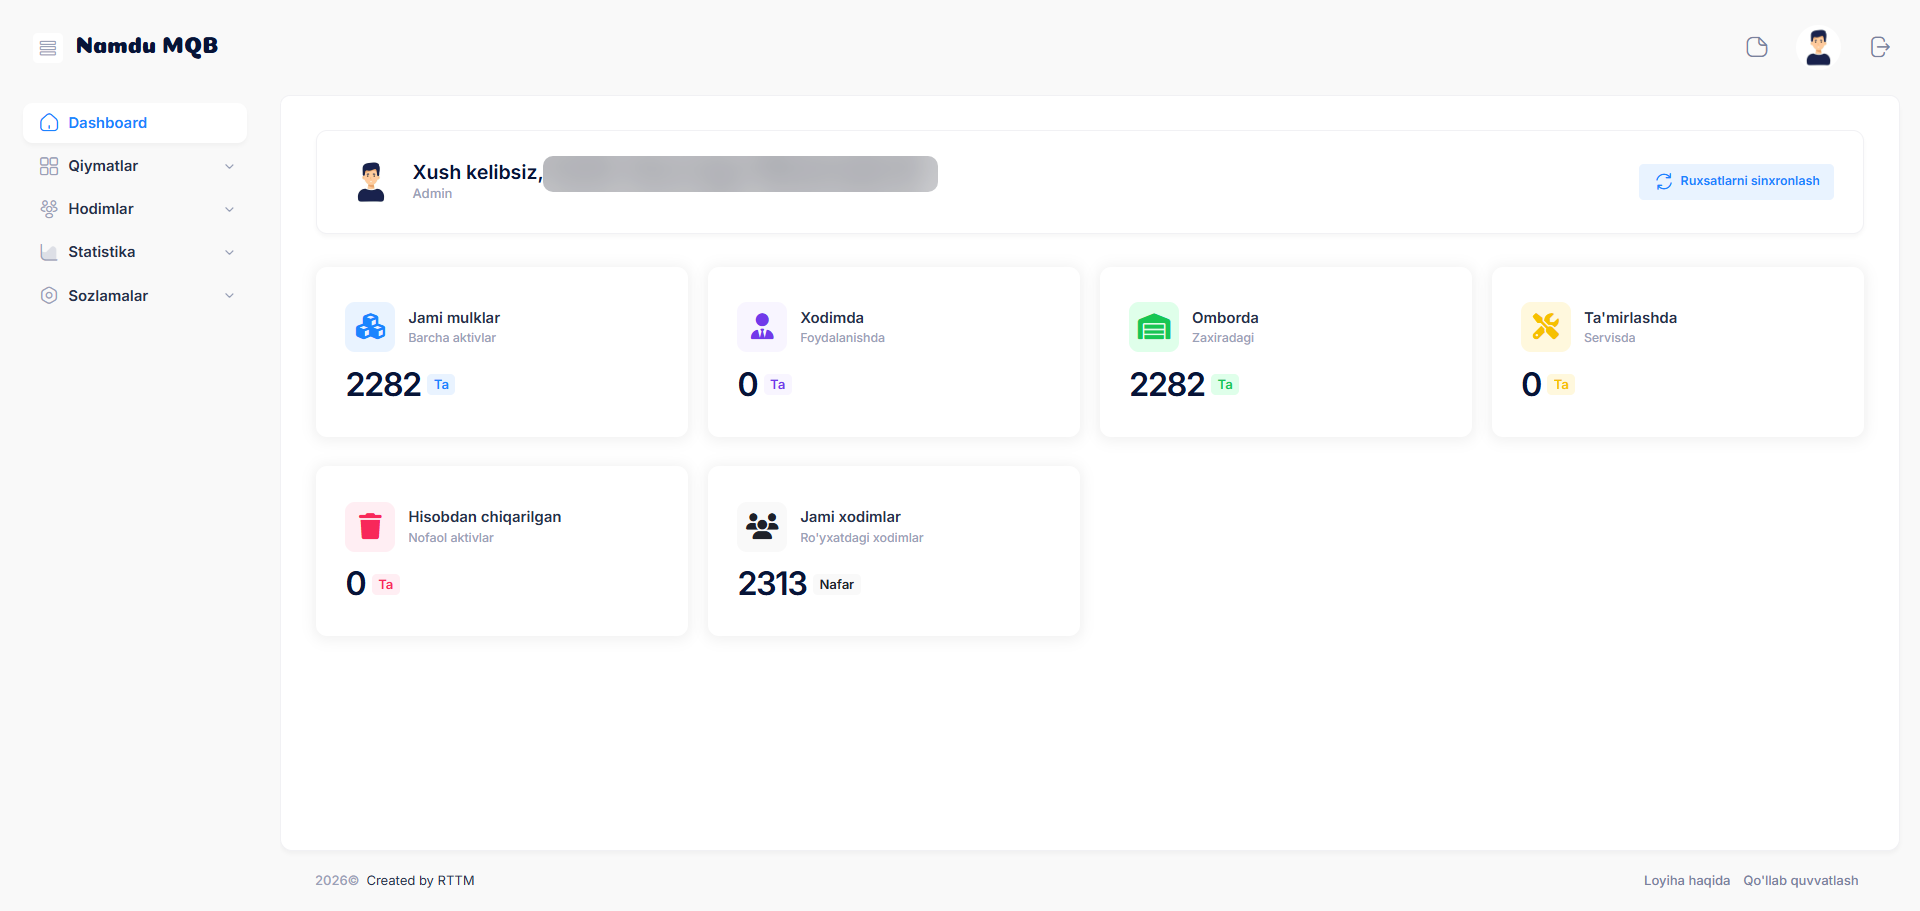 Namdu MQB
Dashboard
Qiymatlar
Hodimlar
Statistika
Sozlamalar
Xush kelibsiz,
Admin
Ruxsatlarni sinxronlash
Jami mulklar
Barcha aktivlar
2282 Ta
Xodimda
Foydalanishda
0 Ta
Omborda
Zaxiradagi
2282 Ta
Ta'mirlashda
Servisda
0 Ta
Hisobdan chiqarilgan
Nofaol aktivlar
0 Ta
Jami xodimlar
Ro'yxatdagi xodimlar
2313 Nafar
2026© Created by RTTM
Loyiha haqida Qo'llab quvvatlash